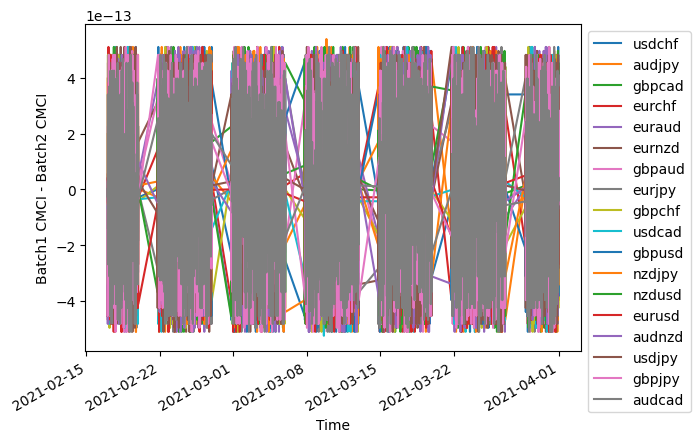 1e−13
4
2
0
−2
−4
Batch1 CMCI - Batch2 CMCI
2021-02-15
2021-02-22
2021-03-01
2021-03-08
2021-03-15
2021-03-22
2021-04-01
Time
usdchf
audjpy
gbpcad
eurchf
euraud
eurnzd
gbpaud
eurjpy
gbpchf
usdcad
gbpusd
nzdjpy
nzdusd
eurusd
audnzd
usdjpy
gbpjpy
audcad